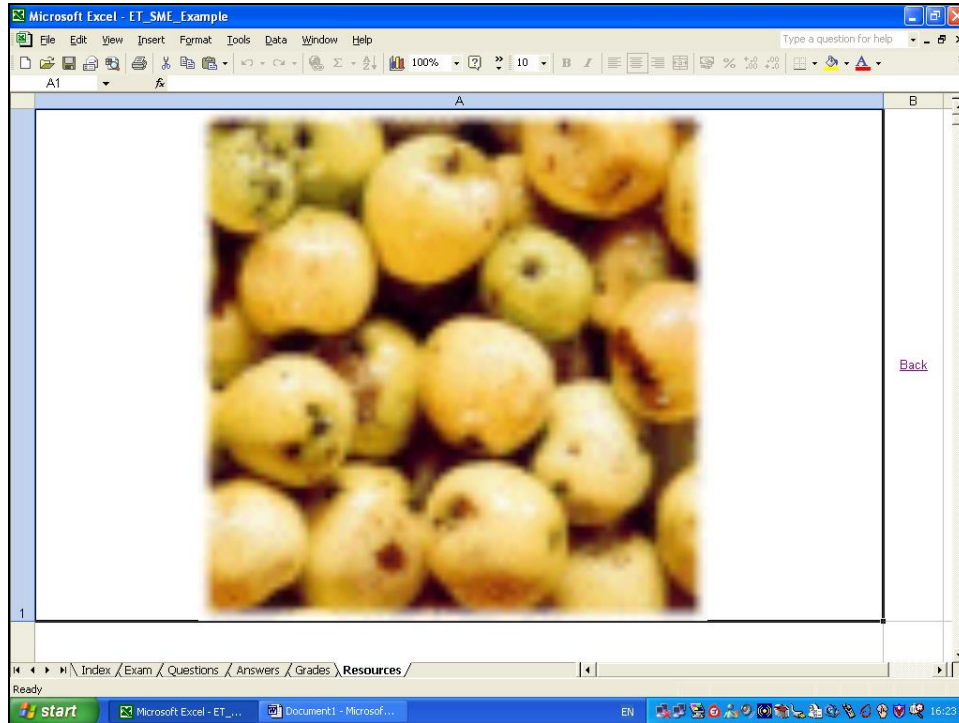 Microsoft Excel - ET_SME_Example
File Edit View Insert Format Tools Data Window Help
Type a question for help
100% 10 B I
A1 fx
A B
Back
1
Index Exam Questions Answers Grades Resources
Ready
start Microsoft Excel - ET_... Document1 - Microsof... EN 16:23